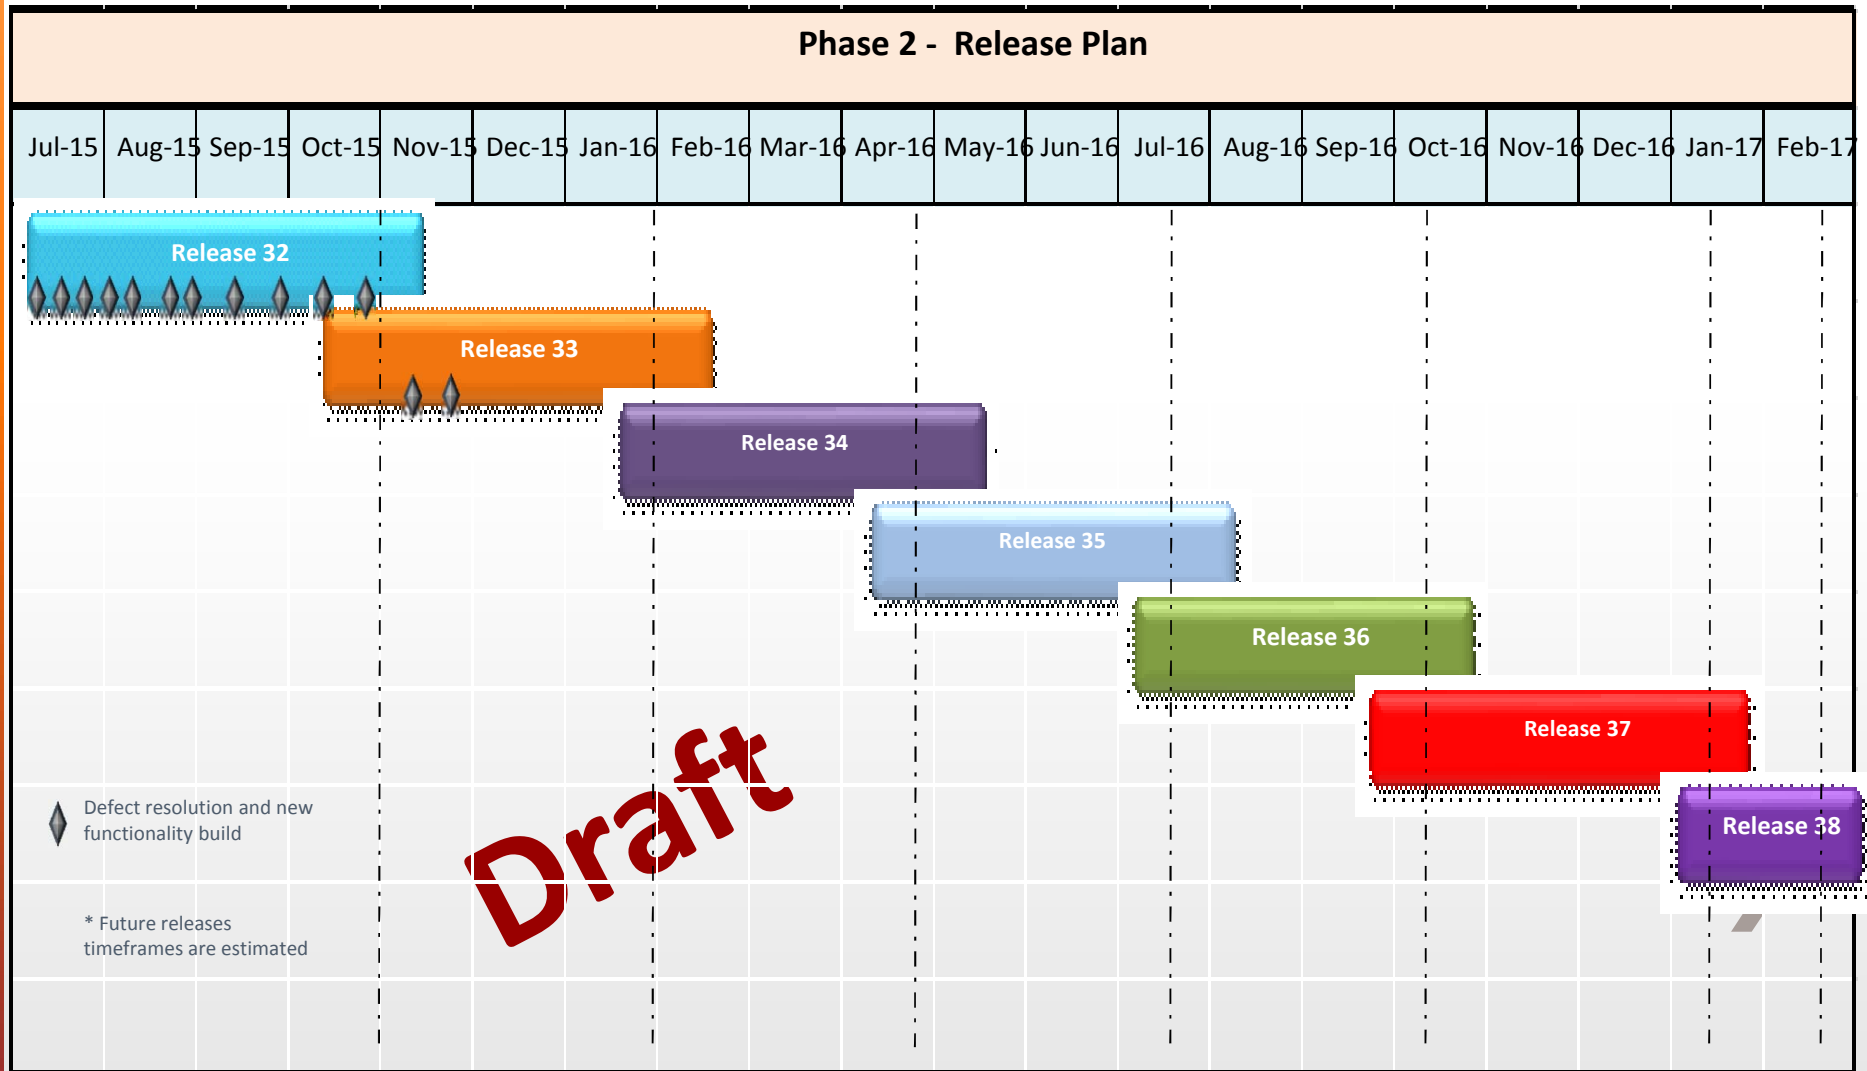 Phase 2 - Release Plan
Jul-15 Aug-15 Sep-15 Oct-15 Nov-15 Dec-15 Jan-16 Feb-16 Mar-16 Apr-16 May-16 Jun-16 Jul-16 Aug-16 Sep-16 Oct-16 Nov-16 Dec-16 Jan-17 Feb-17
Release 32
Release 33
Release 34
Release 35
Release 36
Release 37
Release 38
Draft
Defect resolution and new
functionality build
* Future releases
timeframes are estimated